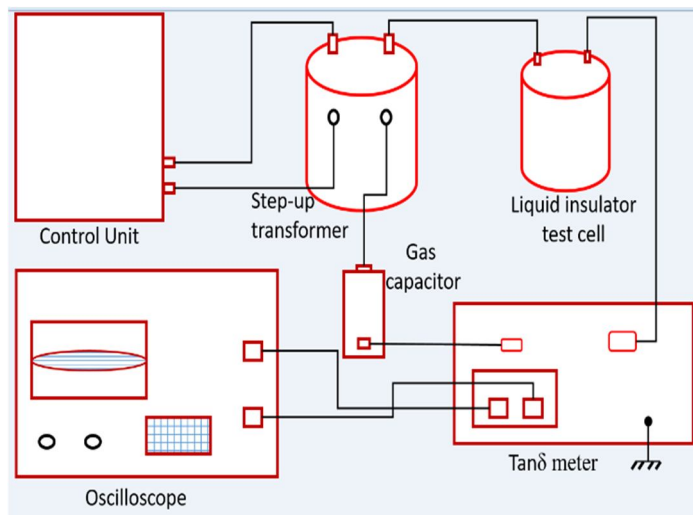 Control Unit
Step-up
transformer
Liquid insulator
test cell
Gas
capacitor
Tanδ meter
Oscilloscope